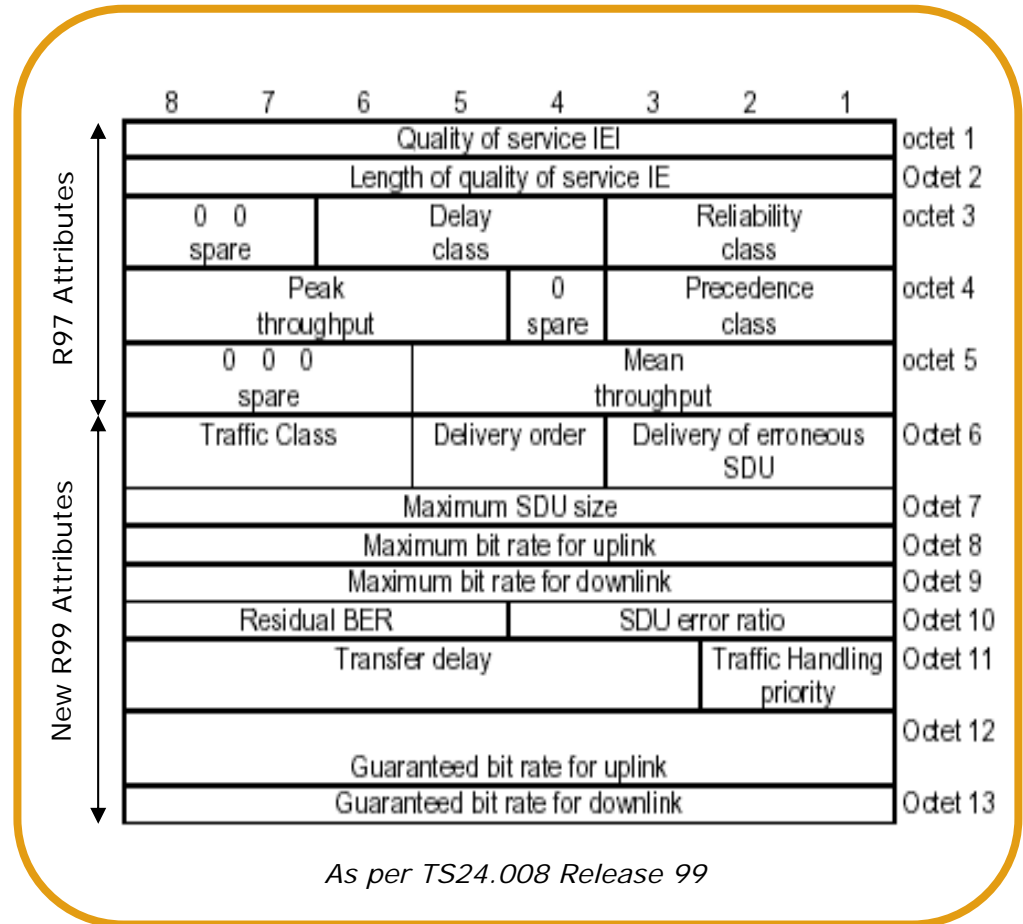 8 7 6 5 4 3 2 1
Quality of service IEI octet 1
Length of quality of service IE Octet 2
0 0 Delay Reliability octet 3
spare class class
Peak 0 Precedence octet 4
throughput spare class
0 0 0 Mean octet 5
spare throughput
R97 Attributes
Traffic Class Delivery order Delivery of erroneous Octet 6
SDU
Maximum SDU size Octet 7
Maximum bit rate for uplink Octet 8
Maximum bit rate for downlink Octet 9
Residual BER SDU error ratio Octet 10
Transfer delay Traffic Handling Octet 11
priority
Octet 12
Guaranteed bit rate for uplink
Guaranteed bit rate for downlink Octet 13
New R99 Attributes
As per TS24.008 Release 99